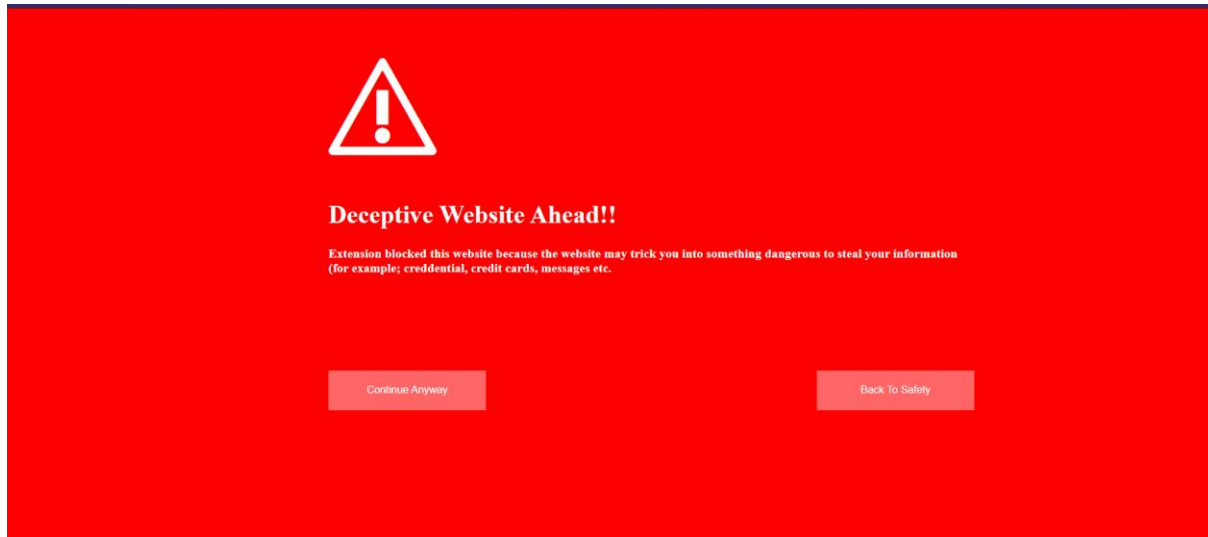 Deceptive Website Ahead!!
Extension blocked this website because the website may trick you into something dangerous to steal your information
(for example; creddential, credit cards, messages etc.
Continue Anyway
Back To Safety